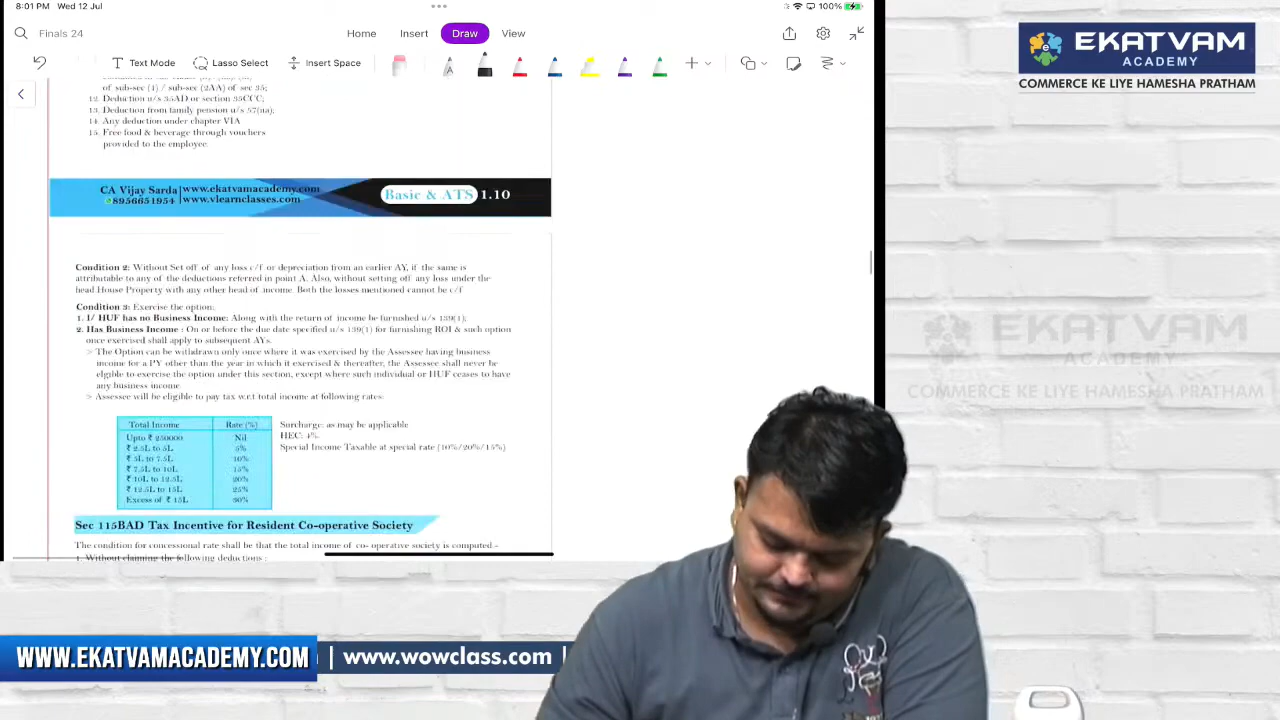 8:01 PM Wed 12 Jul
100%
Finals 24
Home Insert Draw View
Text Mode Lasso Select Insert Space
of sub-sec (1) / sub-sec (2AA) of sec 35;
12. Deduction u/s 35AD or section 35CCC;
13. Deduction from family pension u/s 57(iia);
14. Any deduction under chapter VIA
15. Free food & beverage through vouchers
provided to the employee.
CA Vijay Sarda|www.ekatvamacademy.com
8956651954|www.vlearnclasses.com
Basic & ATS 1.10
Condition 2: Without Set off of any loss c/f or depreciation from an earlier AY, if the same is
attributable to any of the deductions referred in point A. Also, without setting off any loss under the
head House Property with any other head of income. Both the losses mentioned cannot be c/f
Condition 3: Exercise the option:
1. I/ HUF has no Business Income: Along with the return of income be furnished u/s 139(1);
2. Has Business Income : On or before the due date specified u/s 139(1) for furnishing ROI & such option
once exercised shall apply to subsequent AYs.
> The Option can be withdrawn only once where it was exercised by the Assessee having business
income for a PY other than the year in which it exercised & thereafter, the Assessee shall never be
eligible to exercise the option under this section, except where such individual or HUF ceases to have
any business income
> Assessee will be eligible to pay tax w.r.t total income at following rates:
Total Income Rate (%)
Upto ₹ 250000 Nil
₹ 2.5L to 5L 5%
₹ 5L to 7.5L 10%
₹ 7.5L to 10L 15%
₹ 10L to 12.5L 20%
₹ 12.5L to 15L 25%
Excess of ₹ 15L 30%
Surcharge: as may be applicable
HEC: 4%
Special Income Taxable at special rate (10%/20%/15%)
Sec 115BAD Tax Incentive for Resident Co-operative Society
The condition for concessional rate shall be that the total income of co-operative society is computed -
1. Without claiming the following deductions :
EKATVAM
ACADEMY
COMMERCE KE LIYE HAMESHA PRATHAM
EKATVAM
COMMERCE KE LIYE HAMESHA PRATHAM
WWW.EKATVAMACADEMY.COM | www.wowclass.com |